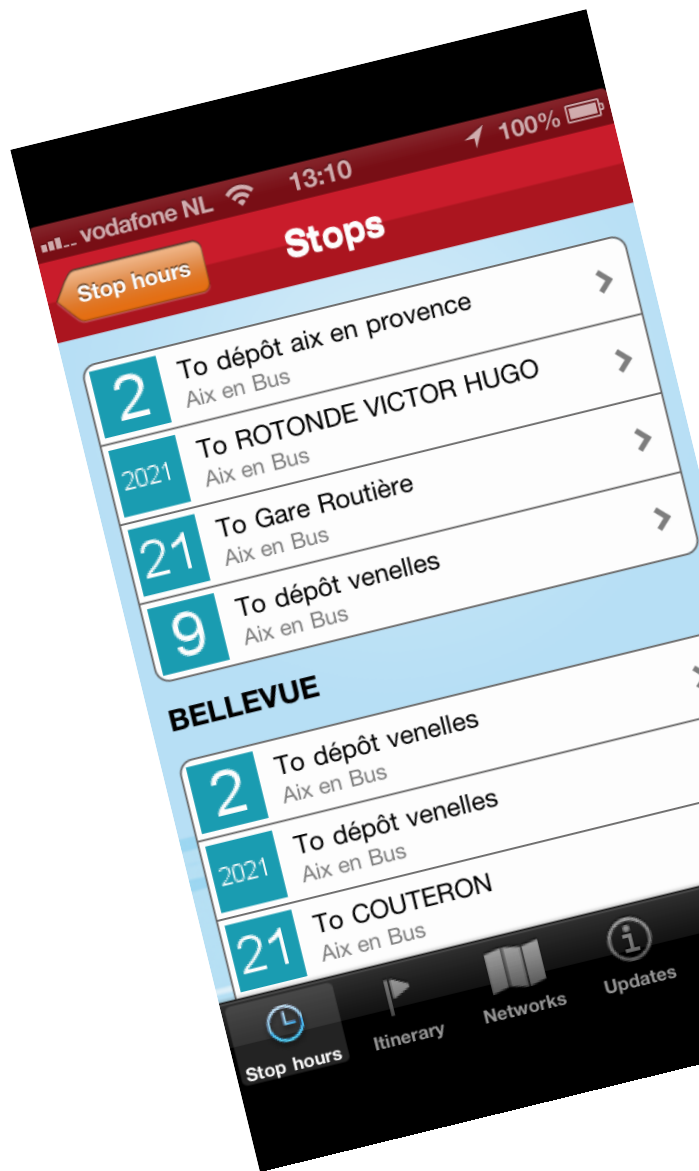 vodafone NL 13:10 100%
Stop hours
Stops
2
To dépôt aix en provence
Aix en Bus
2021
To ROTONDE VICTOR HUGO
Aix en Bus
21
To Gare Routière
Aix en Bus
9
To dépôt venelles
Aix en Bus
BELLEVUE
2
To dépôt venelles
Aix en Bus
2021
To dépôt venelles
Aix en Bus
21
To COUTERON
Aix en Bus
Stop hours
Itinerary
Networks
Updates